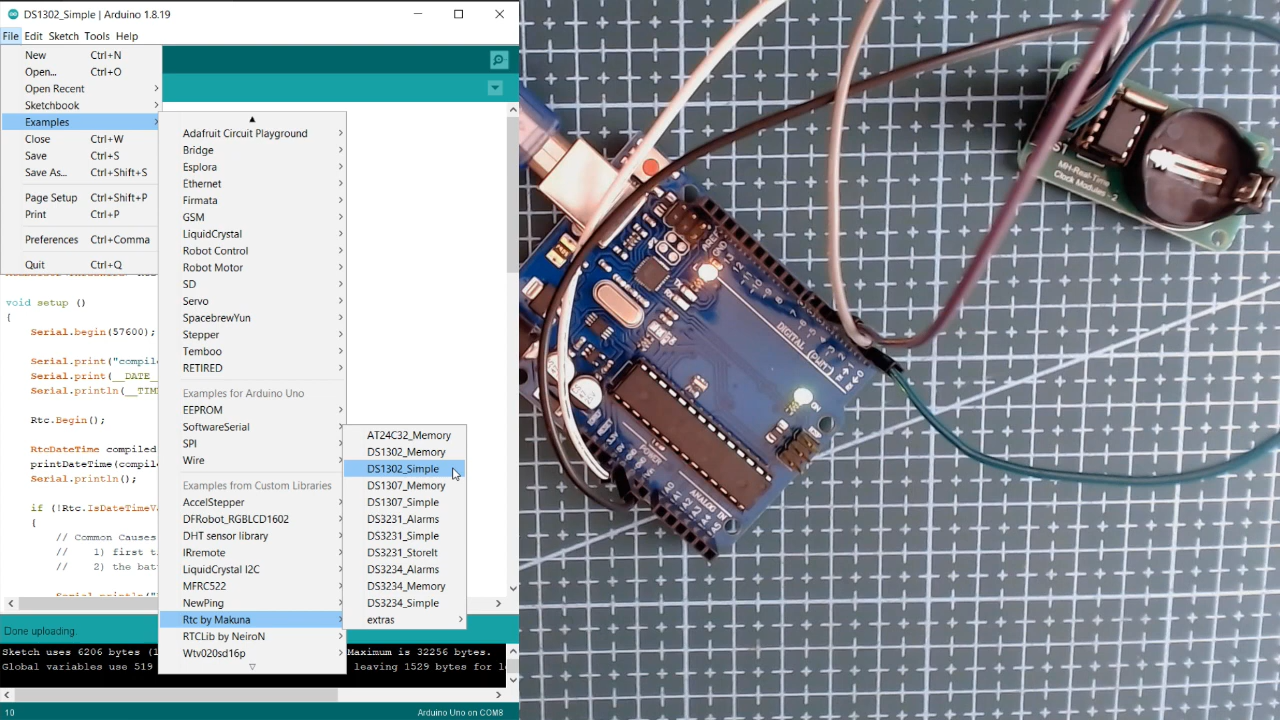 DS1302_Simple | Arduino 1.8.19
File Edit Sketch Tools Help
New Ctrl+N
Open... Ctrl+O
Open Recent
Sketchbook
Examples
Close Ctrl+W
Save Ctrl+S
Save As... Ctrl+Shift+S
Page Setup Ctrl+Shift+P
Print Ctrl+P
Preferences Ctrl+Comma
Quit Ctrl+Q
Adafruit Circuit Playground
Bridge
Esplora
Ethernet
Firmata
GSM
LiquidCrystal
Robot Control
Robot Motor
SD
Servo
SpacebrewYun
Stepper
Temboo
RETIRED
Examples for Arduino Uno
EEPROM
SoftwareSerial
SPI
Wire
Examples from Custom Libraries
AccelStepper
DFRobot_RGBLCD1602
DHT sensor library
IRremote
LiquidCrystal I2C
MFRC522
NewPing
Rtc by Makuna
RTCLib by NeiroN
Wtv020sd16p
AT24C32_Memory
DS1302_Memory
DS1302_Simple
DS1307_Memory
DS1307_Simple
DS3231_Alarms
DS3231_Simple
DS3231_StoreIt
DS3234_Alarms
DS3234_Memory
DS3234_Simple
extras
void setup ()
{
Serial.begin(57600);
Serial.print("compil
Serial.print(__DATE_
Serial.println(__TIM
Rtc.Begin();
RtcDateTime compiled
printDateTime(compil
Serial.println();
if (!Rtc.IsDateTimeVa
{
// Common Causes
// 1) first t
// 2) the bat
Serial.println("
Done uploading.
Sketch uses 6206 bytes (1 Maximum is 32256 bytes.
Global variables use 519 leaving 1529 bytes for lo
10 Arduino Uno on COM8
MH-Real-Time
Clock Modules - 2
DIGITAL (PWM~)
ON
POWER
ANALOG IN